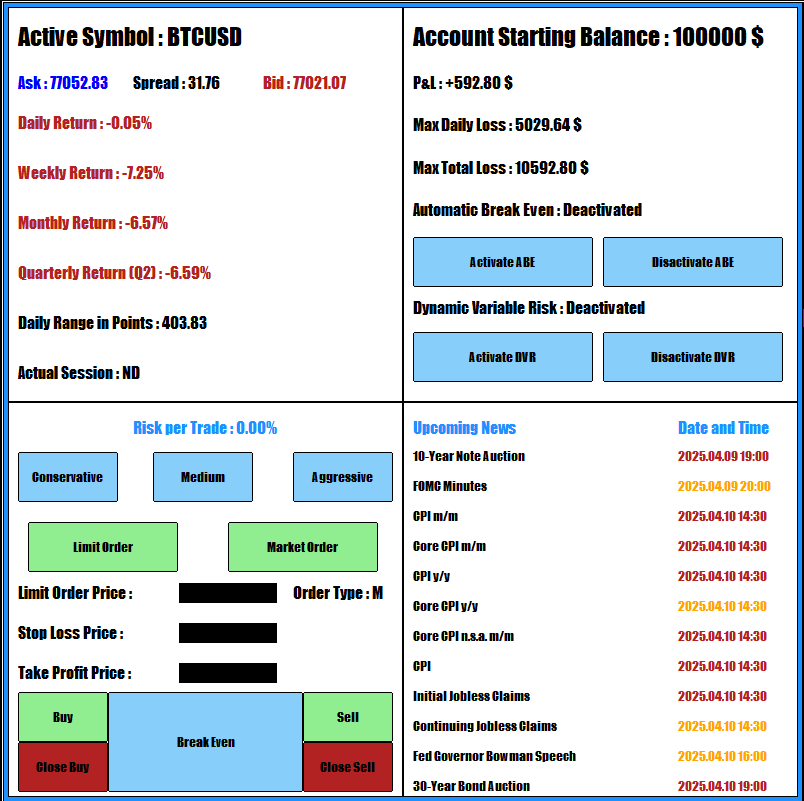 Active Symbol : BTCUSD
Ask : 77052.83 Spread : 31.76 Bid : 77021.07
Daily Return : -0.05%
Weekly Return : -7.25%
Monthly Return : -6.57%
Quarterly Return (Q2) : -6.59%
Daily Range in Points : 403.83
Actual Session : ND
Account Starting Balance : 100000 $
P&L : +592.80 $
Max Daily Loss : 5029.64 $
Max Total Loss : 10592.80 $
Automatic Break Even : Deactivated
Activate ABE Disactivate ABE
Dynamic Variable Risk : Deactivated
Activate DVR Disactivate DVR
Risk per Trade : 0.00%
Conservative Medium Aggressive
Limit Order Market Order
Limit Order Price : Order Type : M
Stop Loss Price :
Take Profit Price :
Buy Sell
Break Even
Close Buy Close Sell
Upcoming News Date and Time
10-Year Note Auction 2025.04.09 19:00
FOMC Minutes 2025.04.09 20:00
CPI m/m 2025.04.10 14:30
Core CPI m/m 2025.04.10 14:30
CPI y/y 2025.04.10 14:30
Core CPI y/y 2025.04.10 14:30
Core CPI n.s.a. m/m 2025.04.10 14:30
CPI 2025.04.10 14:30
Initial Jobless Claims 2025.04.10 14:30
Continuing Jobless Claims 2025.04.10 14:30
Fed Governor Bowman Speech 2025.04.10 16:00
30-Year Bond Auction 2025.04.10 19:00